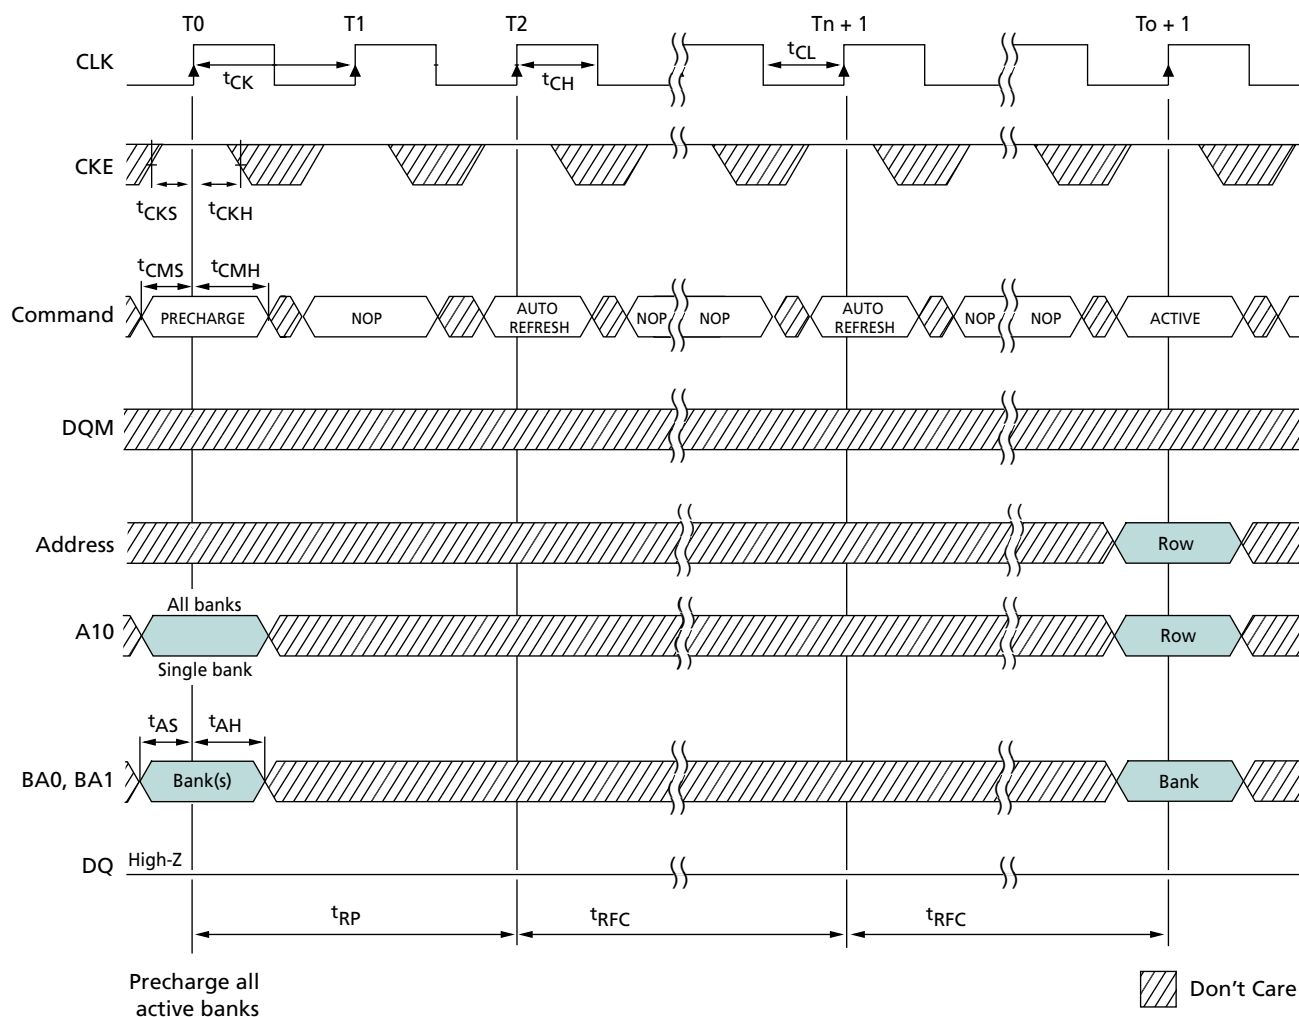 T0 T1 T2 Tn + 1 To + 1
CLK
tCK tCH tCL
CKE
tCKS tCKH
tCMS tCMH
Command PRECHARGE NOP AUTO REFRESH NOP NOP AUTO REFRESH NOP NOP ACTIVE
DQM
Address Row
All banks
A10 Row
Single bank
tAS tAH
BA0, BA1 Bank(s) Bank
DQ High-Z
tRP tRFC tRFC
Precharge all
active banks
Don't Care